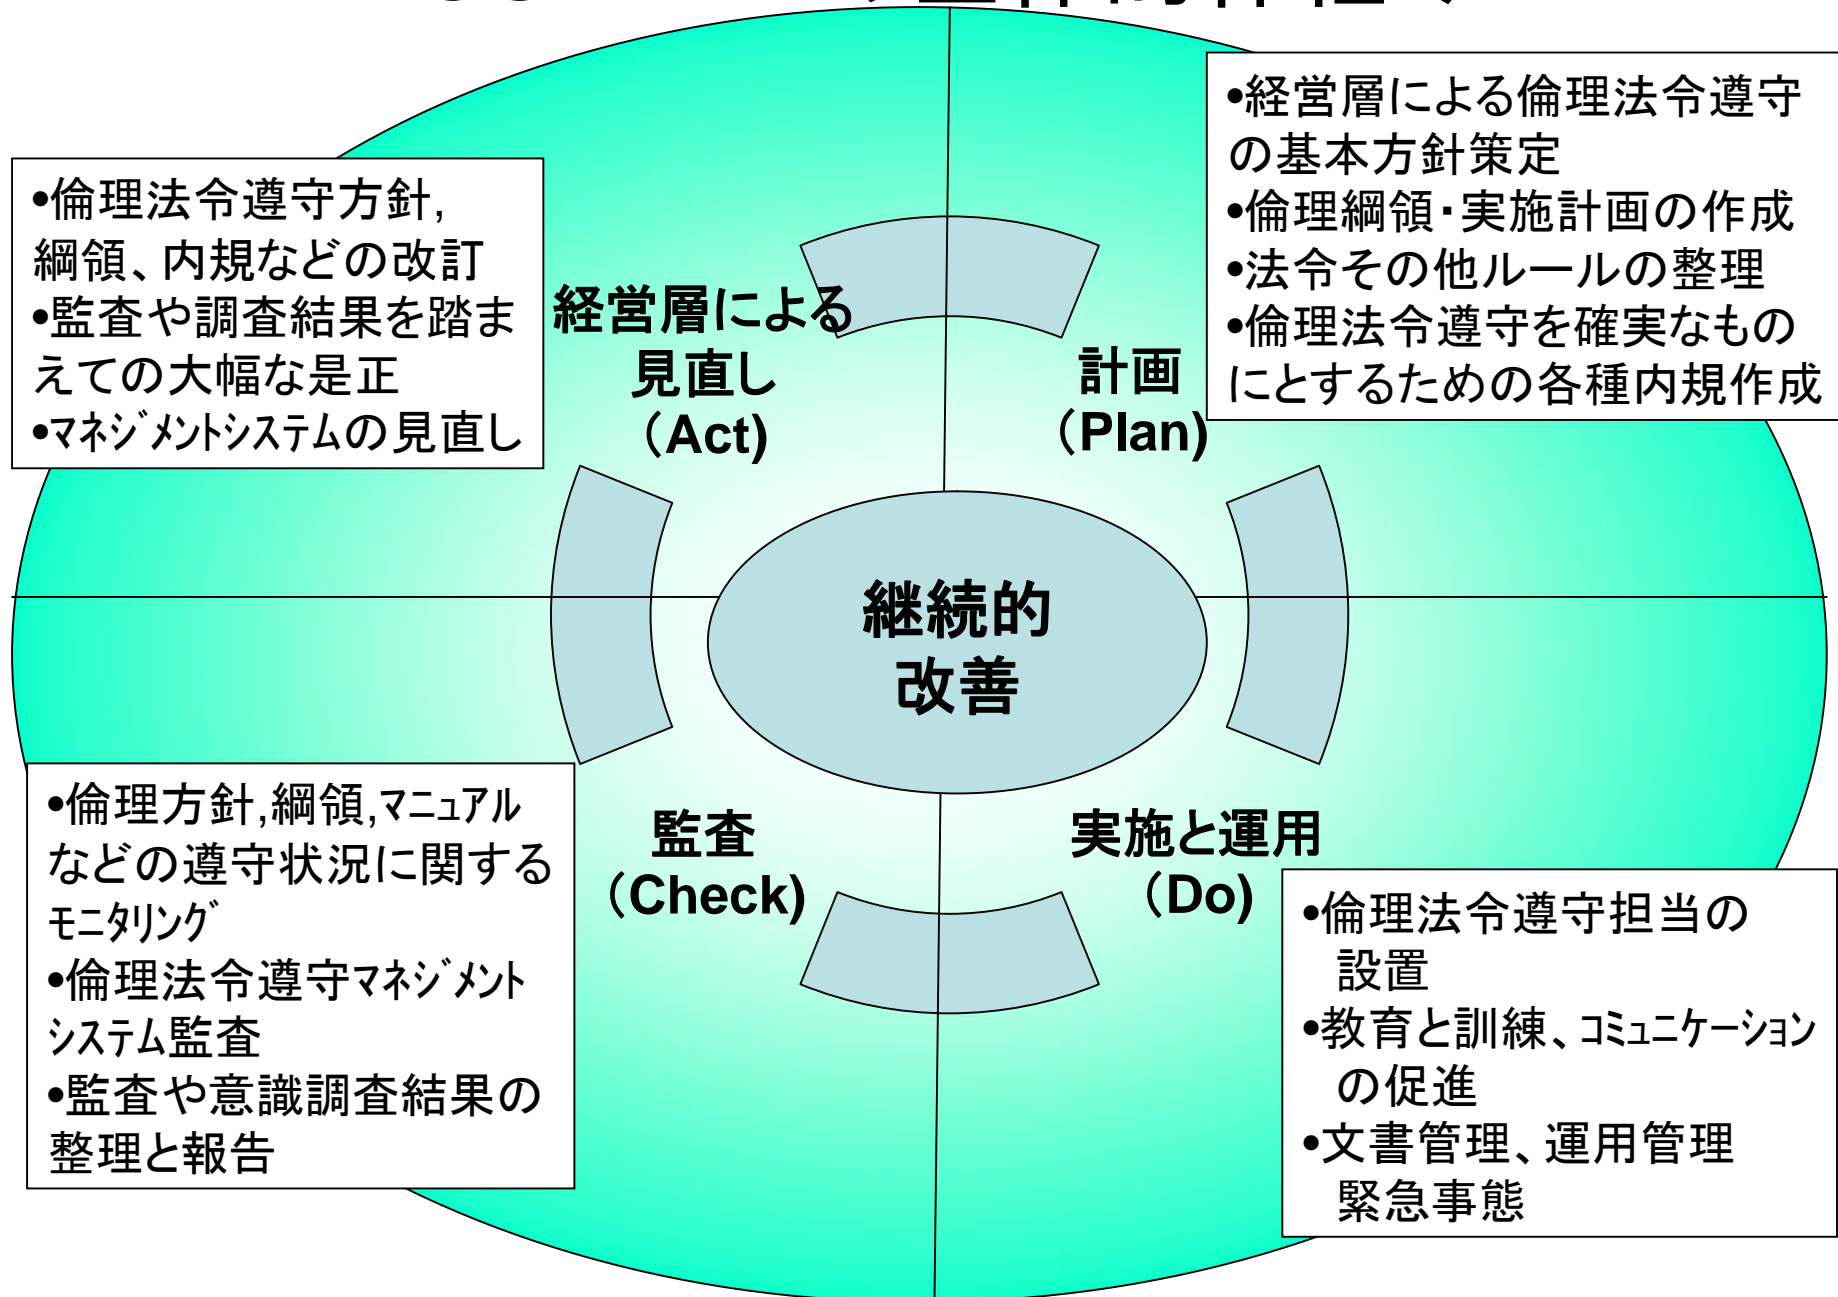 •経営層による倫理法令遵守
の基本方針策定
•倫理綱領・実施計画の作成
•法令その他ルールの整理
•倫理法令遵守を確実なもの
にとするための各種内規作成
•倫理法令遵守方針,
綱領、内規などの改訂
•監査や調査結果を踏ま
えての大幅な是正
•ﾏﾈｼﾞﾒﾝﾄｼｽﾃﾑの見直し
経営層による
見直し
（Act)
計画
（Plan)
継続的
改善
監査
（Check)
実施と運用
（Do)
•倫理方針,綱領,ﾏﾆｭｱﾙ
などの遵守状況に関する
ﾓﾆﾀﾘﾝｸﾞ
•倫理法令遵守ﾏﾈｼﾞﾒﾝﾄ
ｼｽﾃﾑ監査
•監査や意識調査結果の
整理と報告
•倫理法令遵守担当の
設置
•教育と訓練、ｺﾐｭﾆｹｰｼｮﾝ
の促進
•文書管理、運用管理
緊急事態